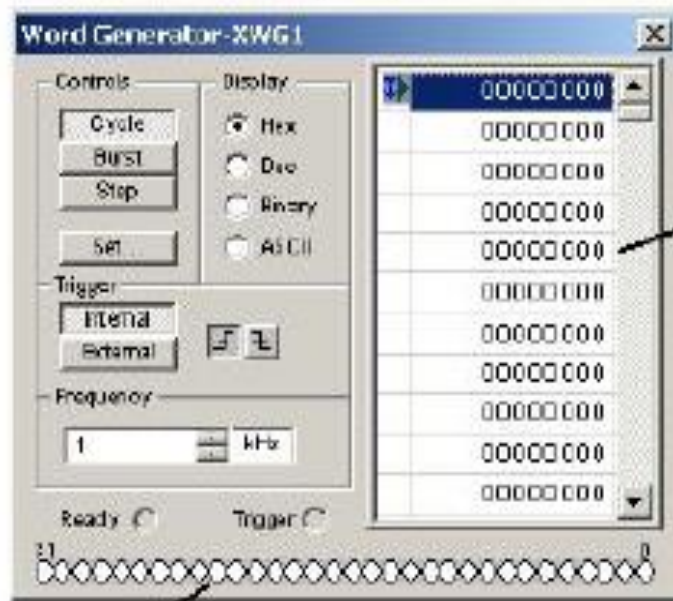 Word Generator-XWG1
Controls
Cycle
Burst
Step
Set...
Display
Hex
Dec
Binary
ASCII
Trigger
Internal
External
Frequency
1 kHz
Ready
Trigger
00000000
00000000
00000000
00000000
00000000
00000000
00000000
00000000
00000000
00000000
00000000
31
0